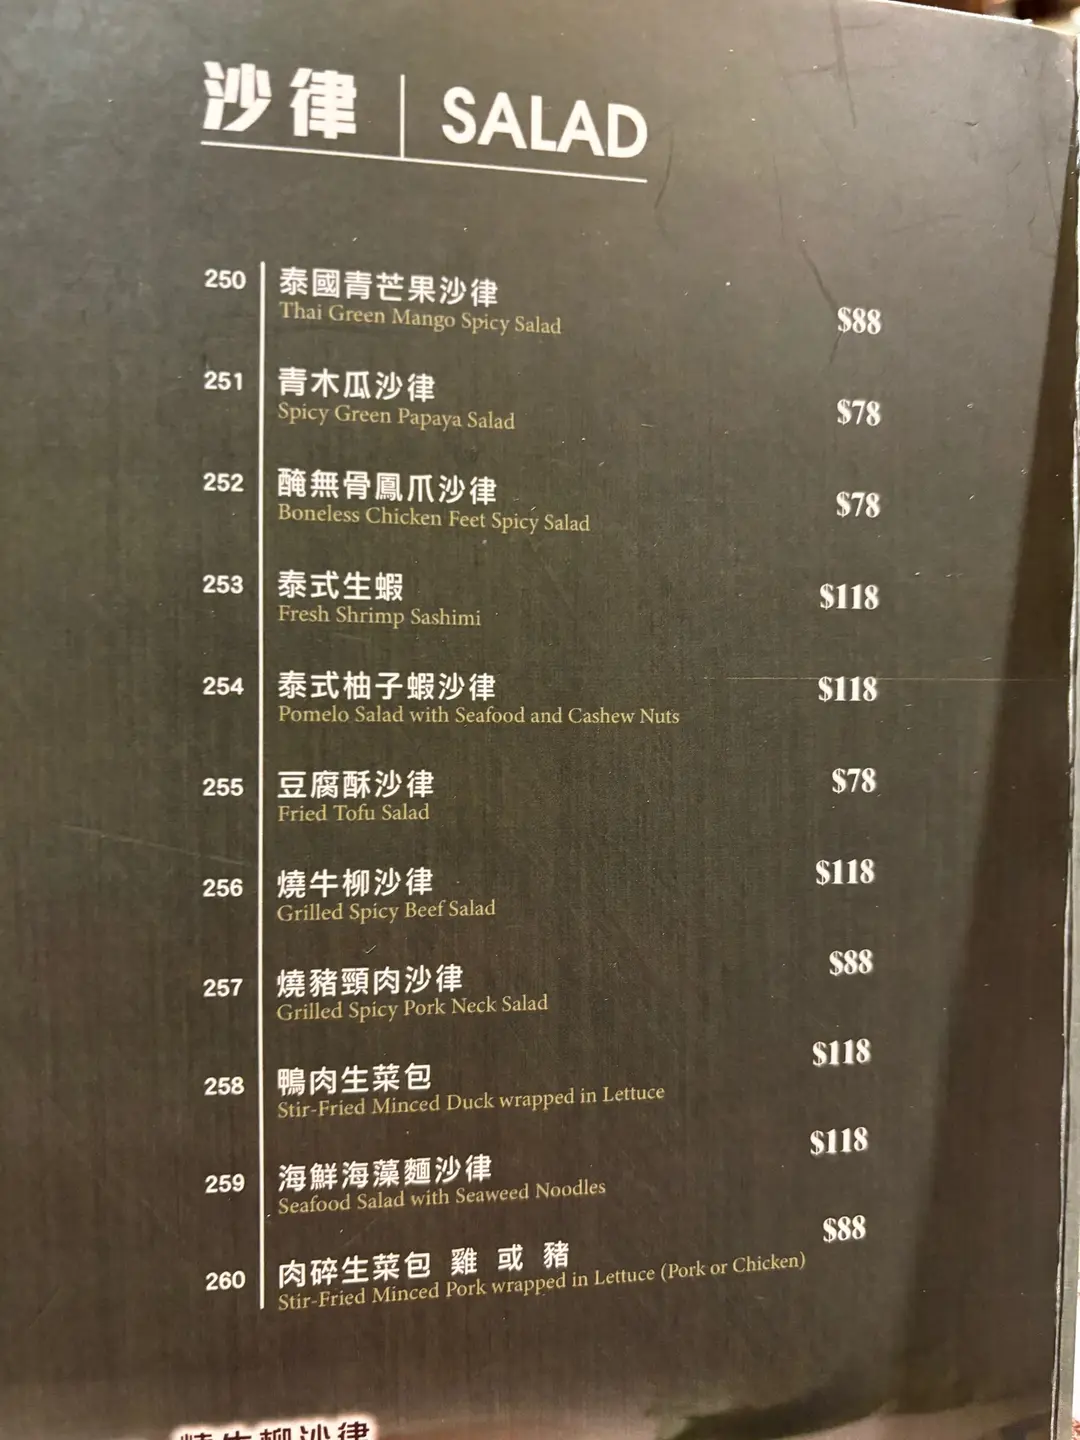 沙律 | SALAD
250 泰國青芒果沙律
Thai Green Mango Spicy Salad
$88
251 青木瓜沙律
Spicy Green Papaya Salad
$78
252 醃無骨鳳爪沙律
Boneless Chicken Feet Spicy Salad
$78
253 泰式生蝦
Fresh Shrimp Sashimi
$118
254 泰式柚子蝦沙律
Pomelo Salad with Seafood and Cashew Nuts
$118
255 豆腐酥沙律
Fried Tofu Salad
$78
256 燒牛柳沙律
Grilled Spicy Beef Salad
$118
257 燒豬頸肉沙律
Grilled Spicy Pork Neck Salad
$88
258 鴨肉生菜包
Stir-Fried Minced Duck wrapped in Lettuce
$118
259 海鮮海藻麵沙律
Seafood Salad with Seaweed Noodles
$118
260 肉碎生菜包 雞 或 豬
Stir-Fried Minced Pork wrapped in Lettuce (Pork or Chicken)
$88
燒牛柳沙律